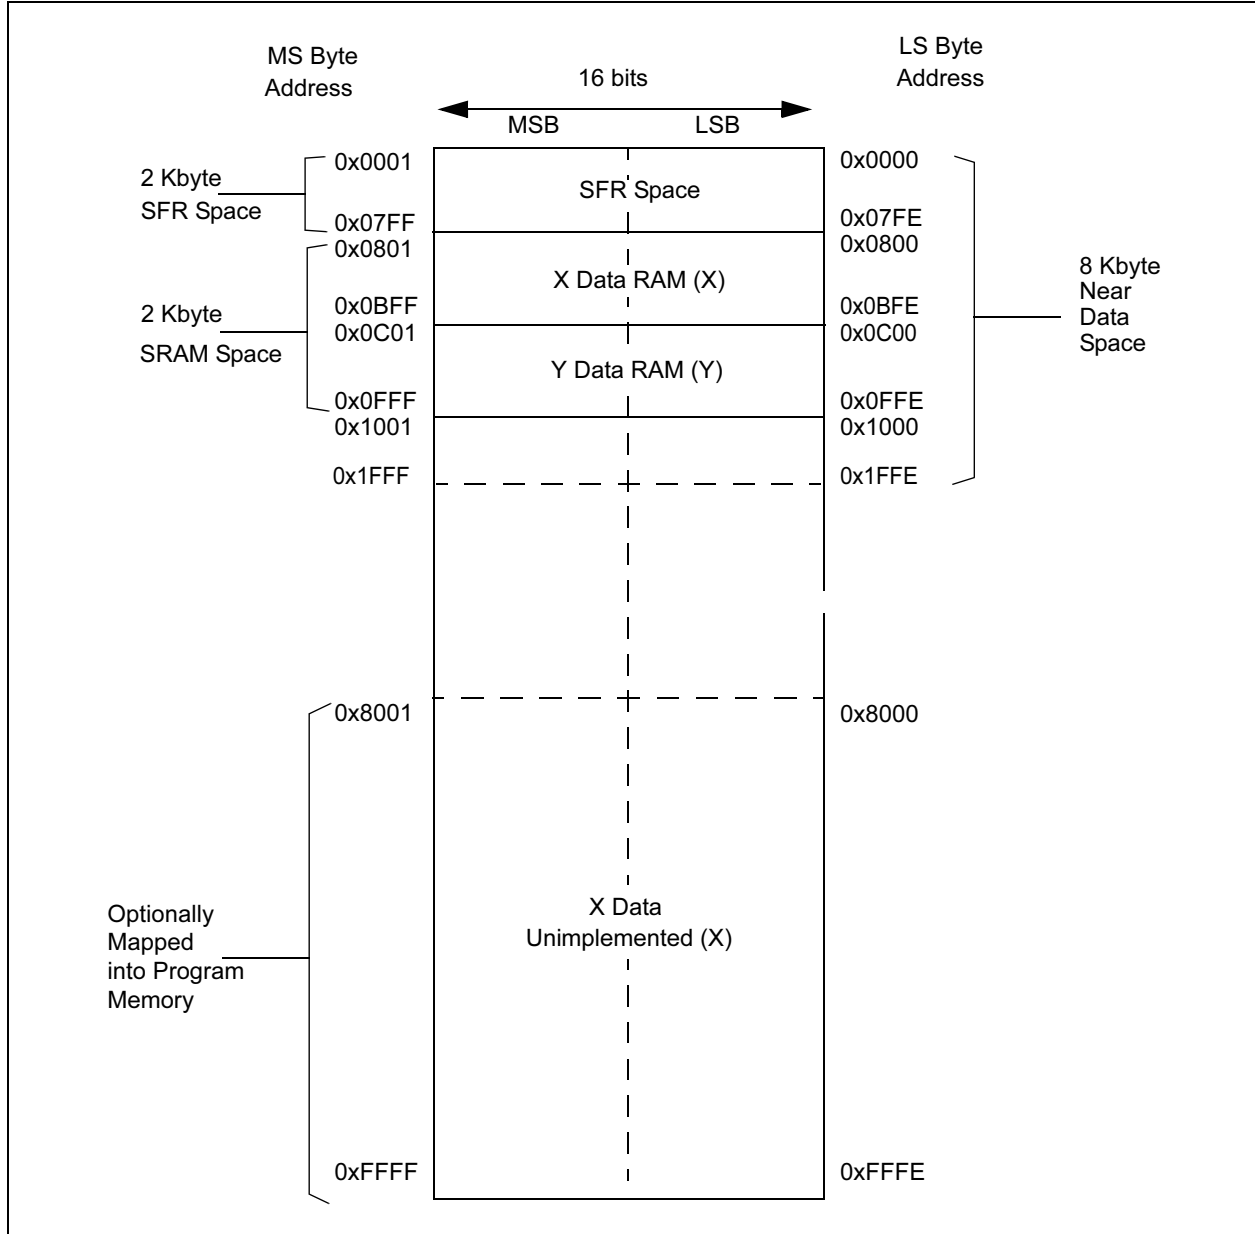 MS Byte
Address
16 bits
LS Byte
Address
MSB
LSB
2 Kbyte
SFR Space
0x0001
0x07FF
SFR Space
0x0000
0x07FE
2 Kbyte
SRAM Space
0x0801
0x0BFF
X Data RAM (X)
0x0800
0x0BFE
0x0C01
0x0FFF
Y Data RAM (Y)
0x0C00
0x0FFE
0x1001
0x1FFF
0x1000
0x1FFE
8 Kbyte
Near
Data
Space
0x8001
0x8000
Optionally
Mapped
into Program
Memory
X Data
Unimplemented (X)
0xFFFF
0xFFFE